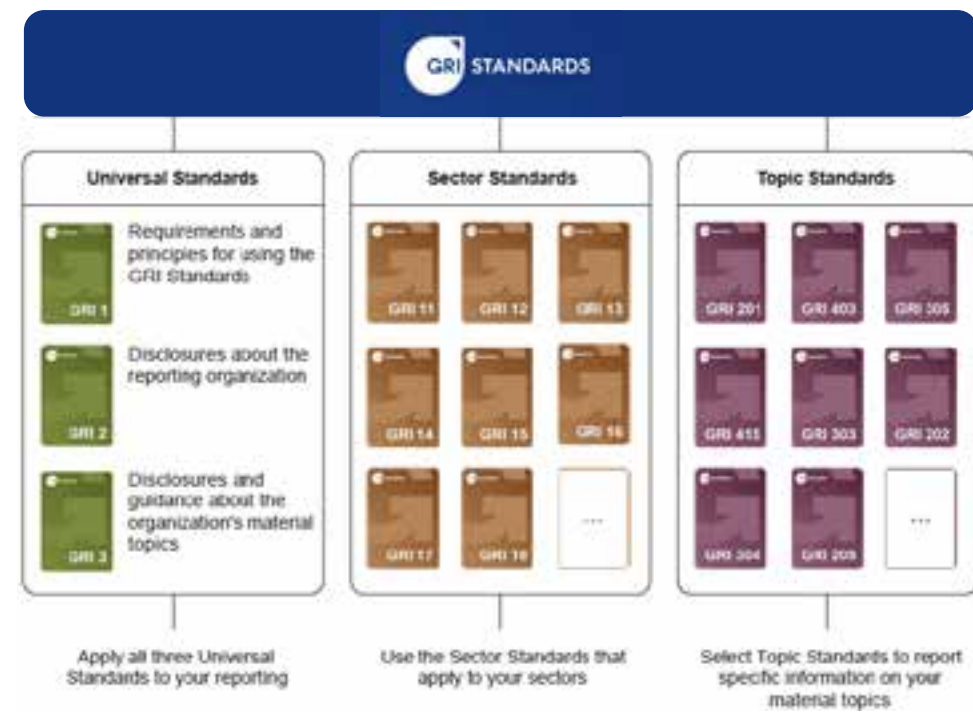 GRI STANDARDS
Universal Standards
GRI 1
Requirements and
principles for using the
GRI Standards
GRI 2
Disclosures about the
reporting organization
GRI 3
Disclosures and
guidance about the
organization's material
topics
Apply all three Universal
Standards to your reporting
Sector Standards
GRI 11
GRI 12
GRI 13
GRI 14
GRI 15
GRI 16
GRI 17
GRI 18
...
Use the Sector Standards that
apply to your sectors
Topic Standards
GRI 201
GRI 403
GRI 305
GRI 415
GRI 303
GRI 202
GRI 304
GRI
...
Select Topic Standards to report
specific information on your
material topics